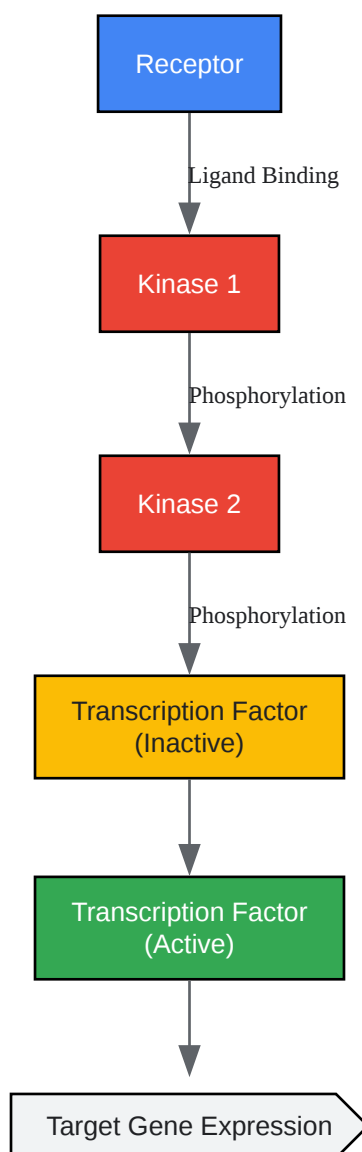 Receptor
Ligand Binding
Kinase 1
Phosphorylation
Kinase 2
Phosphorylation
Transcription Factor
(Inactive)
Transcription Factor
(Active)
Target Gene Expression